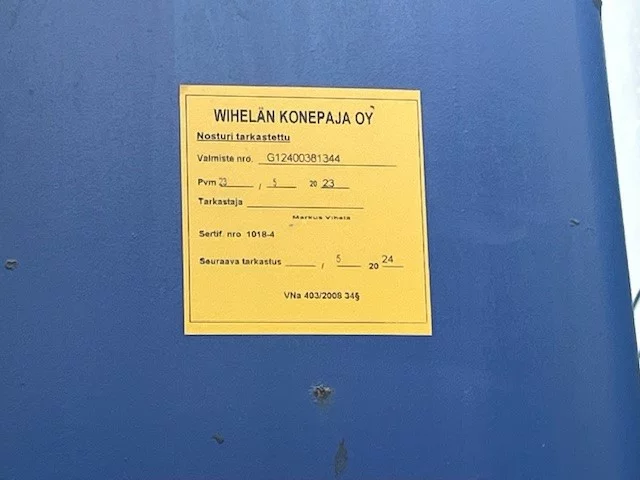 WIHELÄN KONEPAJA OY
Nosturi tarkastettu
Valmiste nro. G12400381344
Pvm 23 / 5 20 23
Tarkastaja
Markus Vihelä
Sertif. nro 1018-4
Seuraava tarkastus / 5 20 24
VNa 403/2008 34§